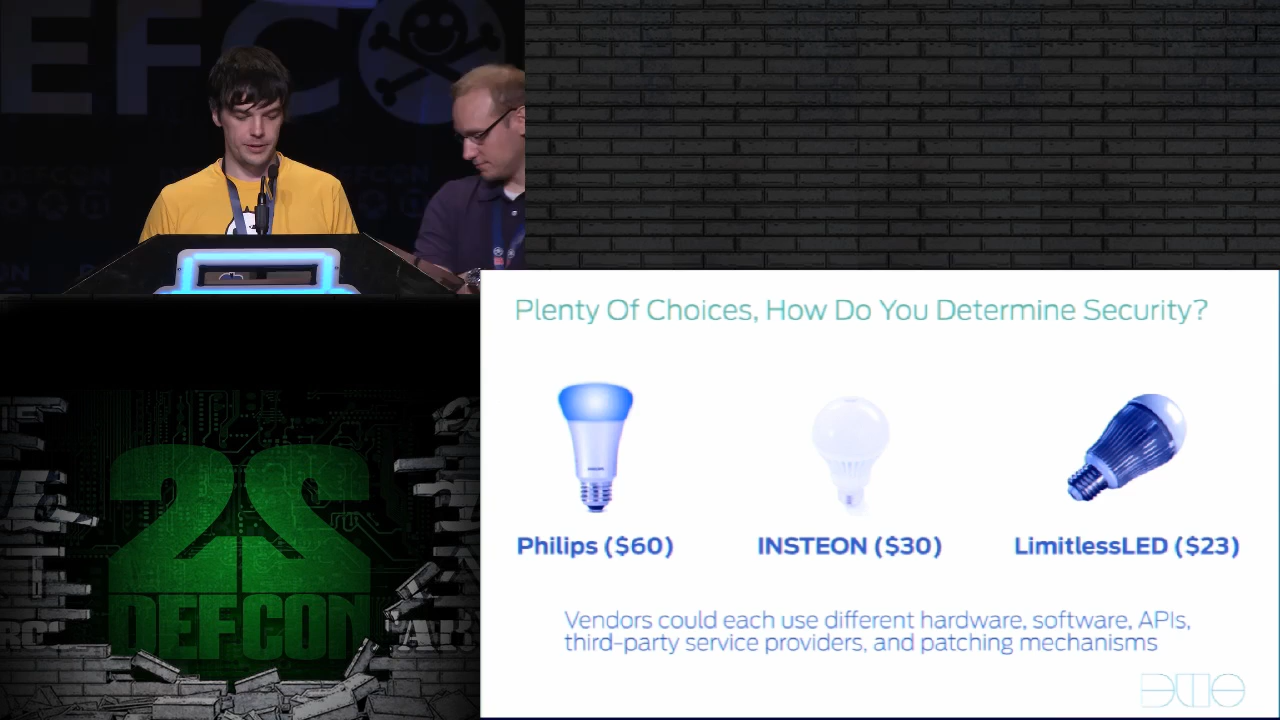 EFCO
Plenty Of Choices, How Do You Determine Security?
Philips ($60)
INSTEON ($30)
LimitlessLED ($23)
Vendors could each use different hardware, software, APIs,
third-party service providers, and patching mechanisms
22
DEFCON